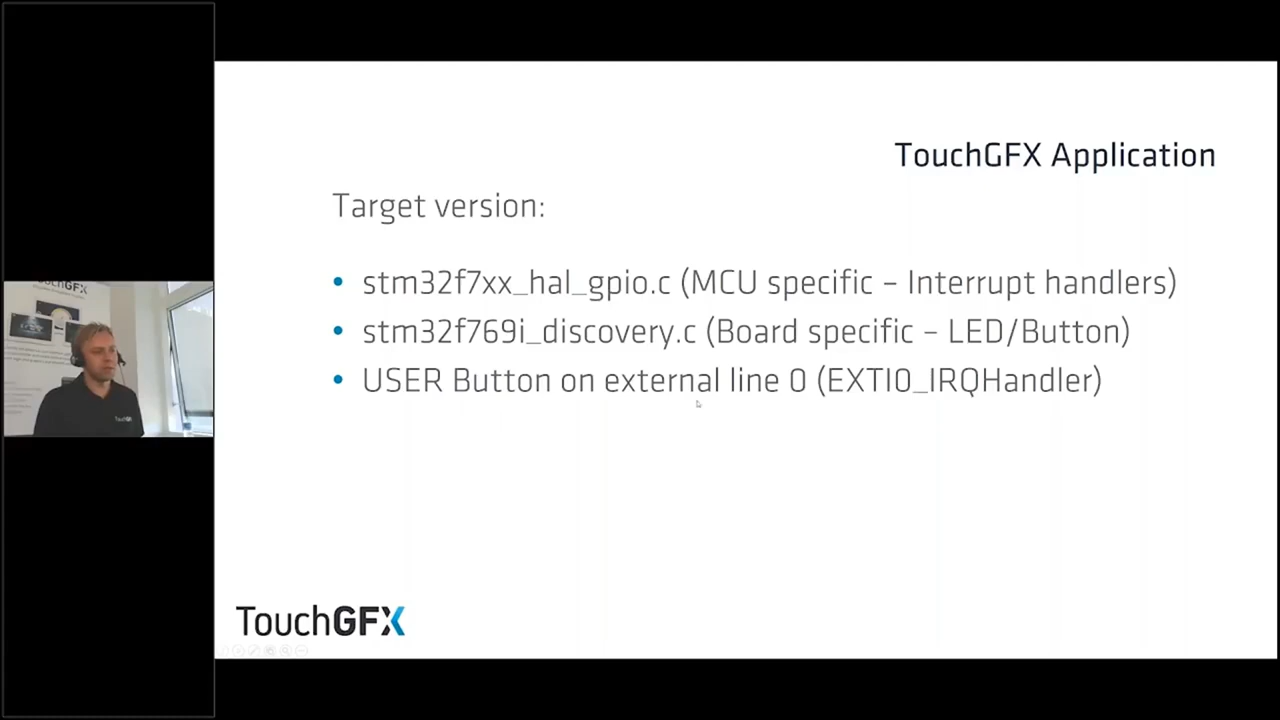 TouchGFX Application
Target version:
• stm32f7xx_hal_gpio.c (MCU specific – Interrupt handlers)
• stm32f769i_discovery.c (Board specific – LED/Button)
• USER Button on external line 0 (EXTI0_IRQHandler)
TouchGFX